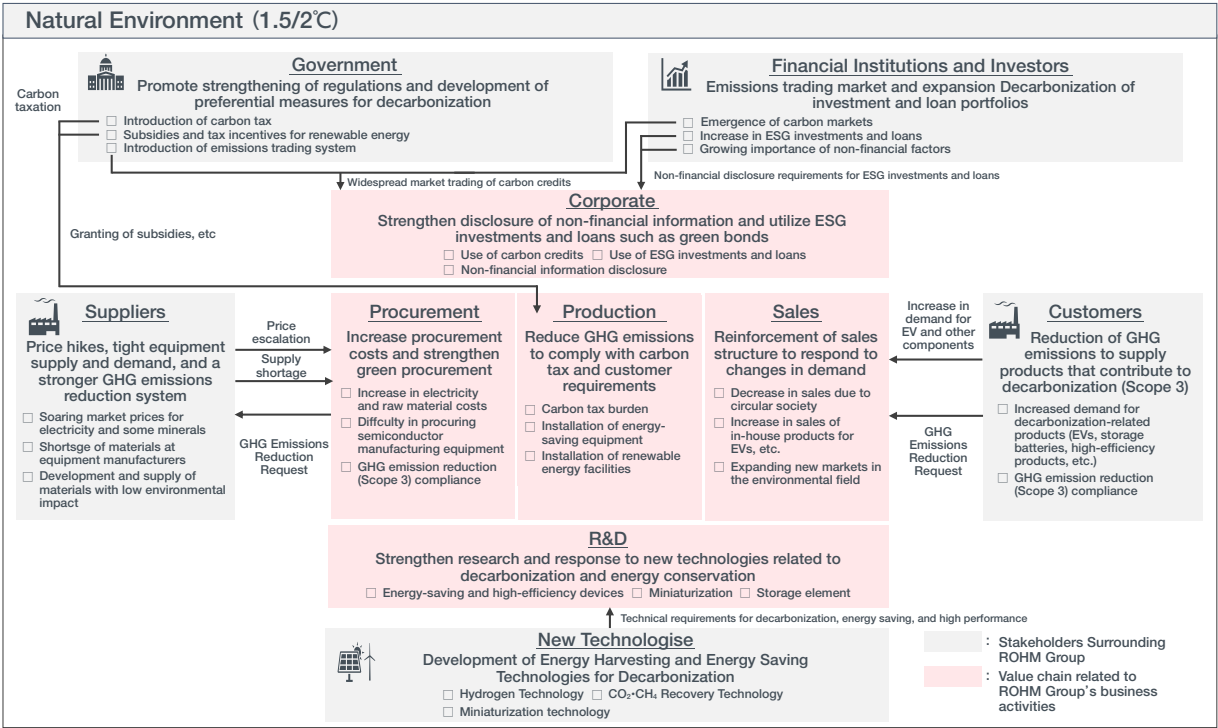 Natural Environment (1.5/2℃)
Government
Promote strengthening of regulations and development of
preferential measures for decarbonization
□ Introduction of carbon tax
□ Subsidies and tax incentives for renewable energy
□ Introduction of emissions trading system
Financial Institutions and Investors
Emissions trading market and expansion Decarbonization of
investment and loan portfolios
□ Emergence of carbon markets
□ Increase in ESG investments and loans
□ Growing importance of non-financial factors
Carbon
taxation
Widespread market trading of carbon credits
Non-financial disclosure requirements for ESG investments and loans
Granting of subsidies, etc
Corporate
Strengthen disclosure of non-financial information and utilize ESG
investments and loans such as green bonds
□ Use of carbon credits □ Use of ESG investments and loans
□ Non-financial information disclosure
Suppliers
Price hikes, tight equipment
supply and demand, and a
stronger GHG emissions
reduction system
□ Soaring market prices for
electricity and some minerals
□ Shortsge of materials at
equipment manufacturers
□ Development and supply of
materials with low environmental
impact
Price
escalation
Supply
shortage
GHG Emissions
Reduction
Request
Procurement
Increase procurement
costs and strengthen
green procurement
□ Increase in electricity
and raw material costs
□ Diffculty in procuring
semiconductor
manufacturing equipment
□ GHG emission reduction
(Scope 3) compliance
Production
Reduce GHG emissions
to comply with carbon
tax and customer
requirements
□ Carbon tax burden
□ Installation of energy-
saving equipment
□ Installation of renewable
energy facilities
Sales
Reinforcement of sales
structure to respond to
changes in demand
□ Decrease in sales due to
circular society
□ Increase in sales of
in-house products for
EVs, etc.
□ Expanding new markets in
the environmental field
Increase in
demand for
EV and other
components
GHG
Emissions
Reduction
Request
Customers
Reduction of GHG
emissions to supply
products that contribute to
decarbonization (Scope 3)
□ Increased demand for
decarbonization-related
products (EVs, storage
batteries, high-efficiency
products, etc.)
□ GHG emission reduction
(Scope 3) compliance
R&D
Strengthen research and response to new technologies related to
decarbonization and energy conservation
□ Energy-saving and high-efficiency devices □ Miniaturization □ Storage element
Technical requirements for decarbonization, energy saving, and high performance
New Technologise
Development of Energy Harvesting and Energy Saving
Technologies for Decarbonization
□ Hydrogen Technology □ CO₂•CH₄ Recovery Technology
□ Miniaturization technology
: Stakeholders Surrounding
ROHM Group
: Value chain related to
ROHM Group's business
activities